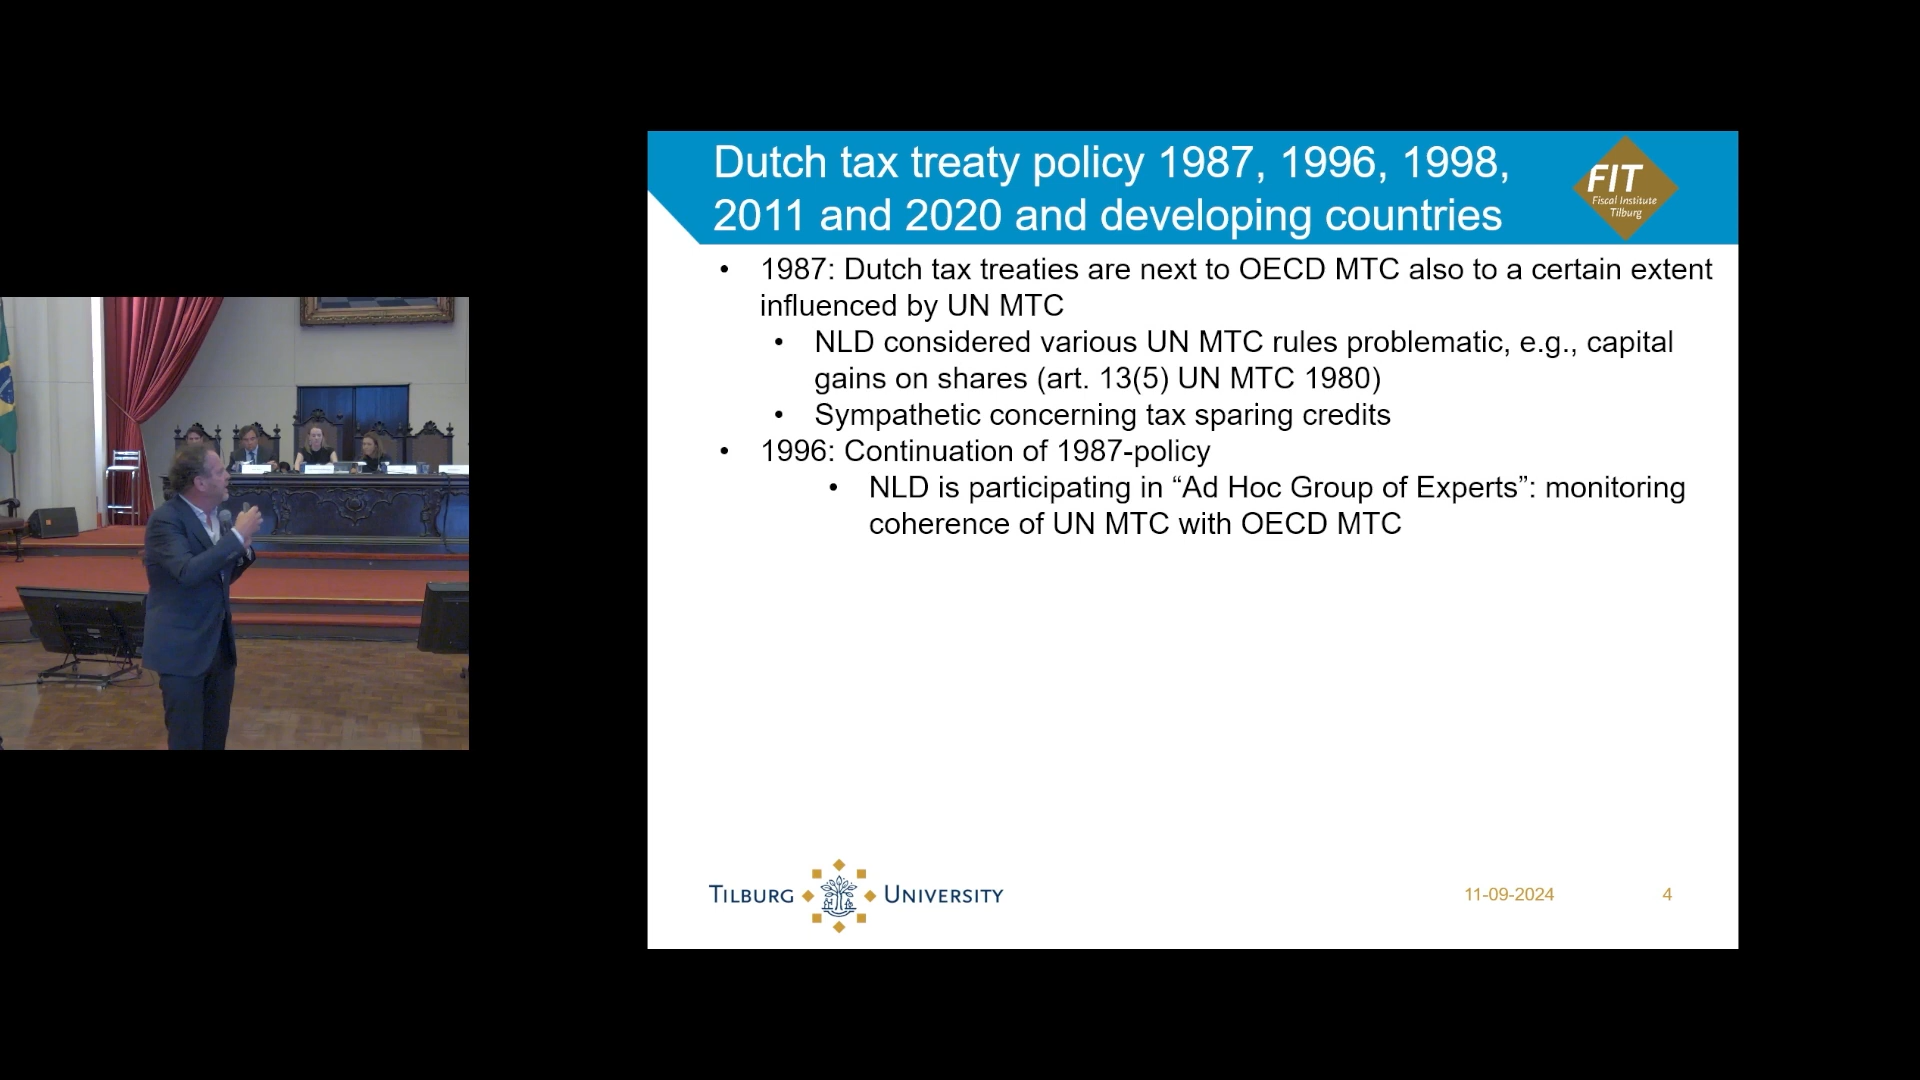 Dutch tax treaty policy 1987, 1996, 1998,
2011 and 2020 and developing countries
FIT
Fiscal Institute
Tilburg
• 1987: Dutch tax treaties are next to OECD MTC also to a certain extent
influenced by UN MTC
• NLD considered various UN MTC rules problematic, e.g., capital
gains on shares (art. 13(5) UN MTC 1980)
• Sympathetic concerning tax sparing credits
• 1996: Continuation of 1987-policy
• NLD is participating in “Ad Hoc Group of Experts”: monitoring
coherence of UN MTC with OECD MTC
TILBURG UNIVERSITY
11-09-2024
4